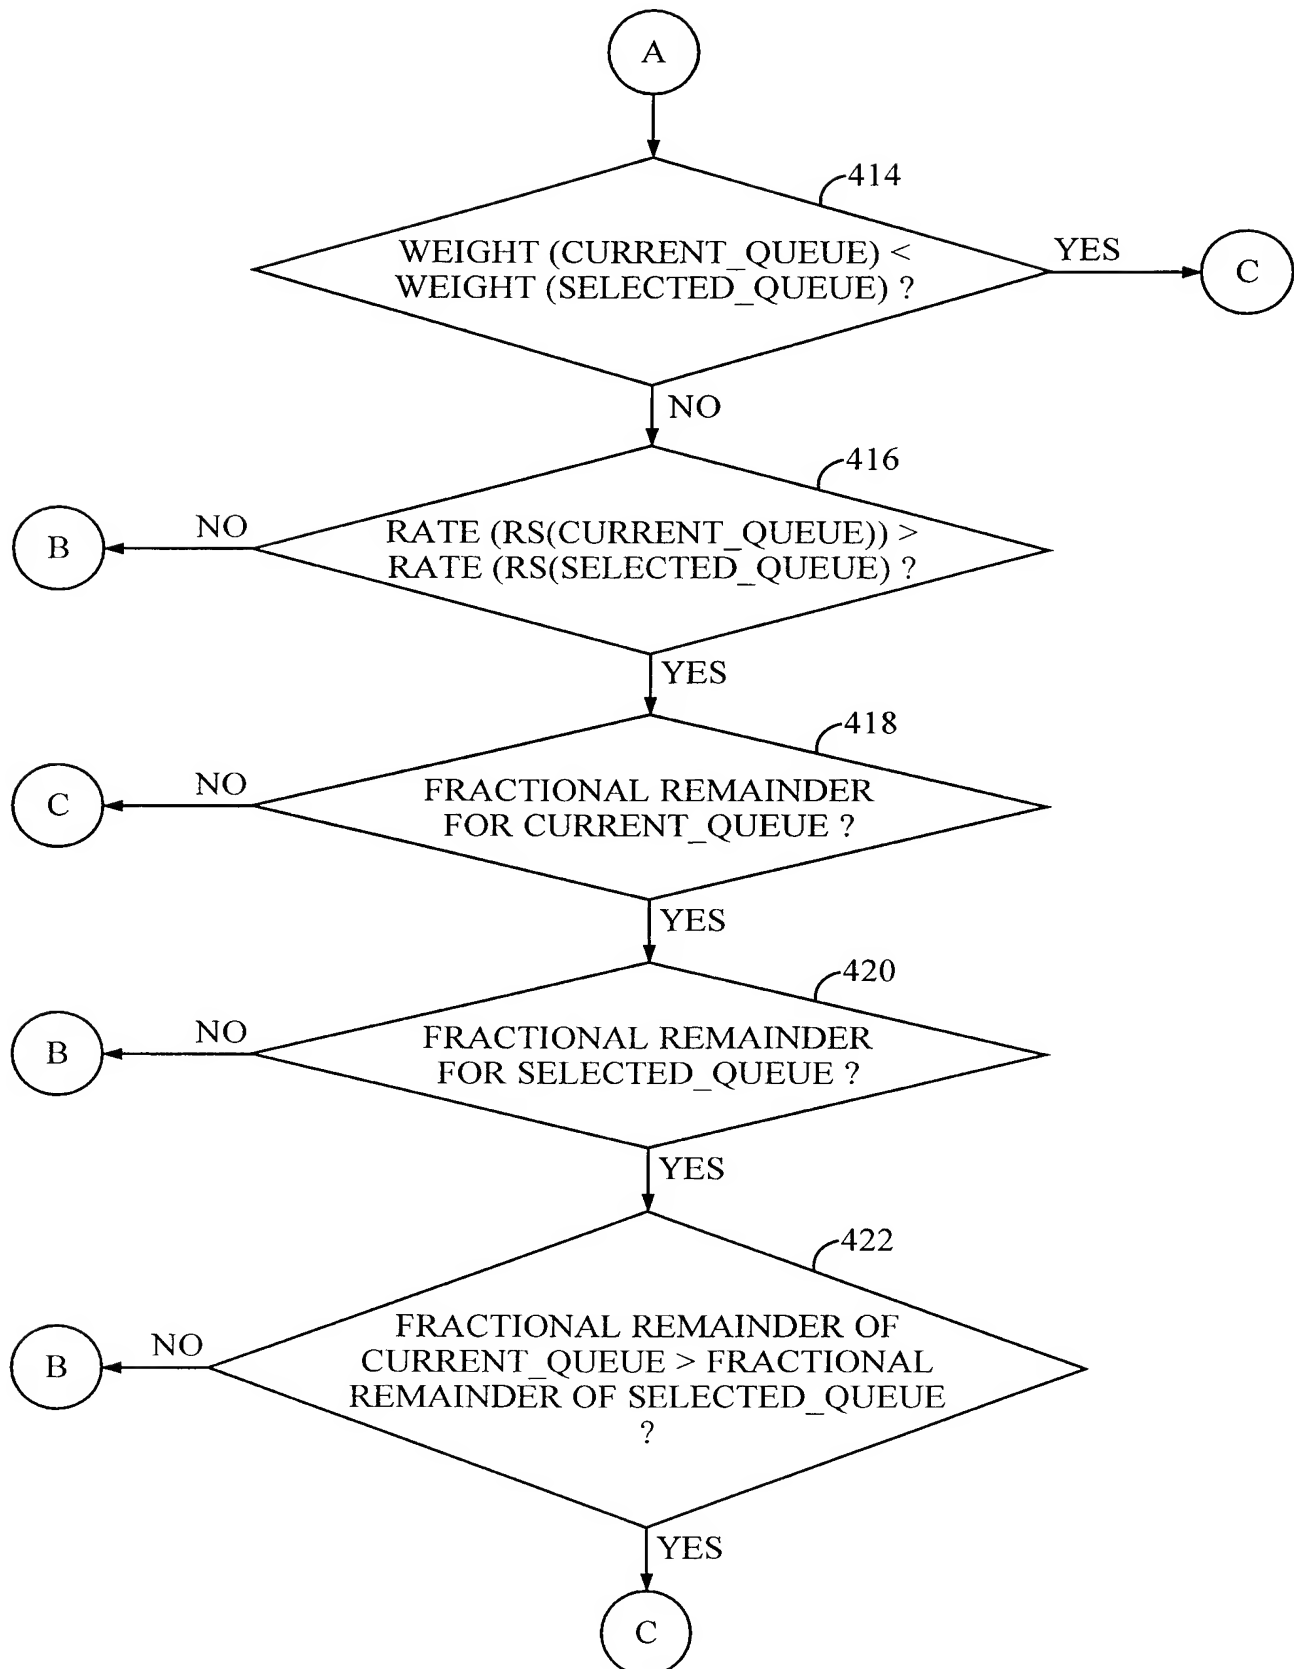 A
414
WEIGHT (CURRENT_QUEUE) <
WEIGHT (SELECTED_QUEUE) ?
YES
C
NO
416
RATE (RS(CURRENT_QUEUE)) >
RATE (RS(SELECTED_QUEUE) ?
NO
B
YES
418
FRACTIONAL REMAINDER
FOR CURRENT_QUEUE ?
NO
C
YES
420
FRACTIONAL REMAINDER
FOR SELECTED_QUEUE ?
NO
B
YES
422
FRACTIONAL REMAINDER OF
CURRENT_QUEUE > FRACTIONAL
REMAINDER OF SELECTED_QUEUE
?
NO
B
YES
C